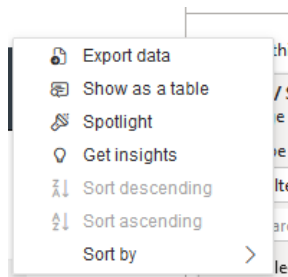 Export data
Show as a table
Spotlight
Get insights
Sort descending
Sort ascending
Sort by